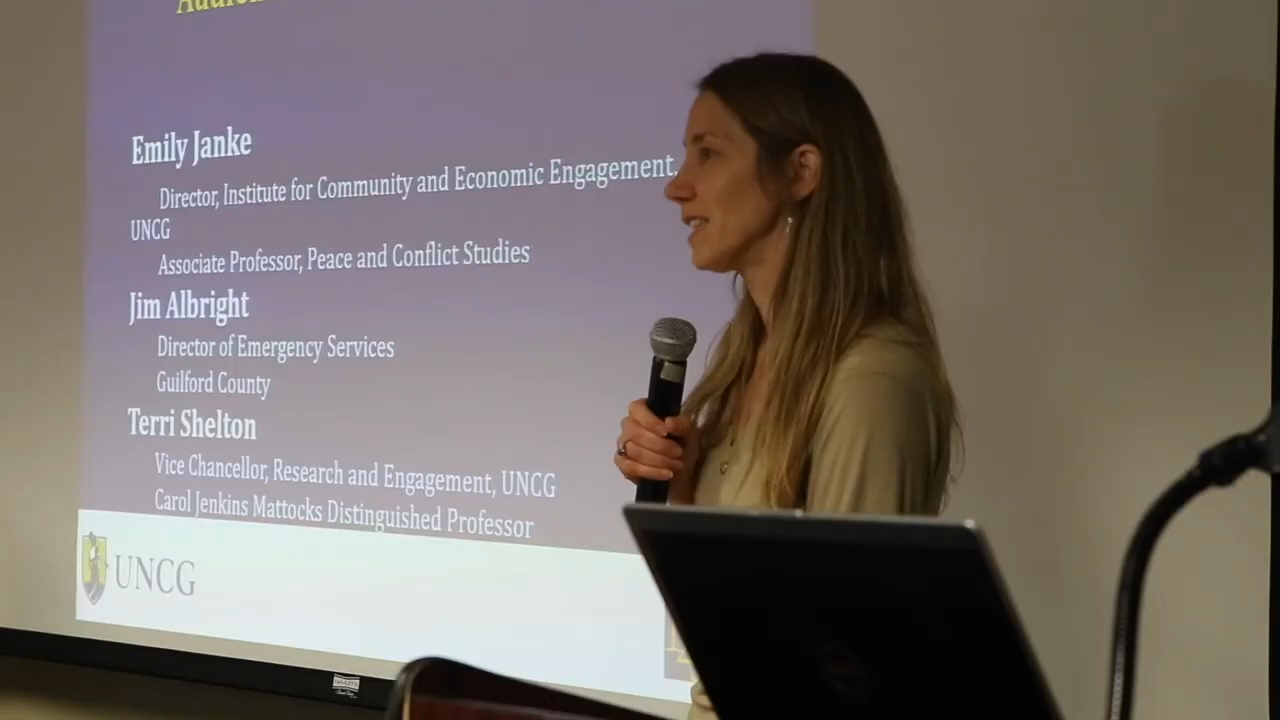 Emily Janke
Director, Institute for Community and Economic Engagement,
UNCG
Associate Professor, Peace and Conflict Studies
Jim Albright
Director of Emergency Services
Guilford County
Terri Shelton
Vice Chancellor, Research and Engagement, UNCG
Carol Jenkins Mattocks Distinguished Professor
UNCG